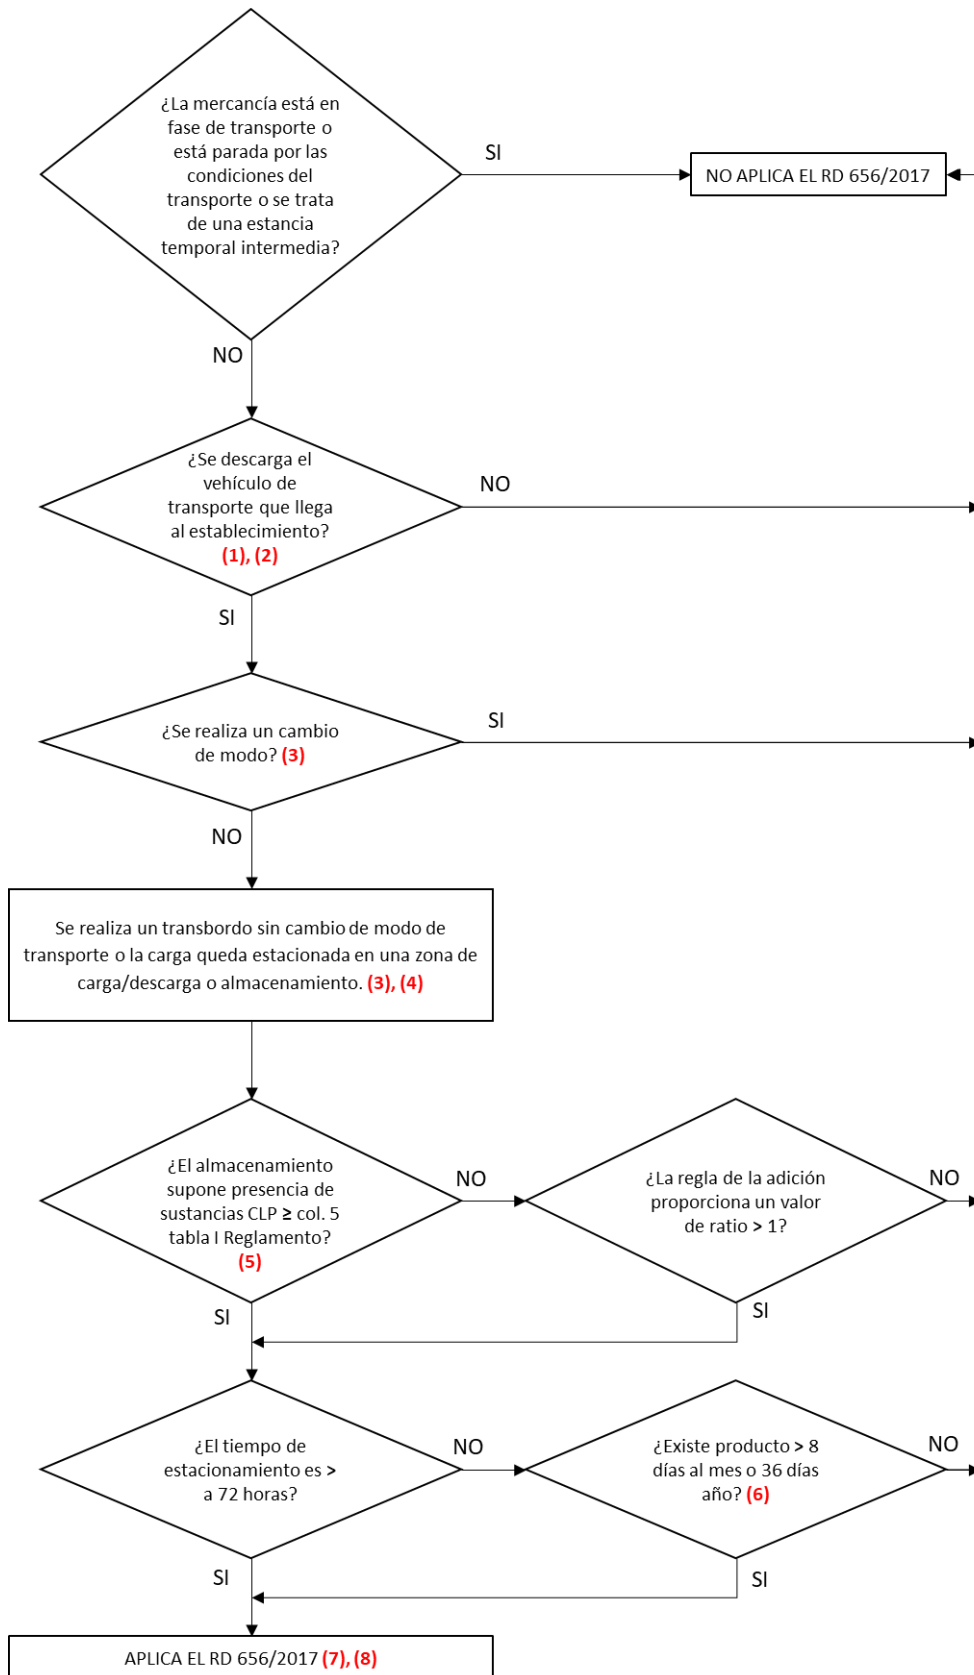 ¿La mercancía está en
fase de transporte o
está parada por las
condiciones del
transporte o se trata
de una estancia
temporal intermedia?
SI
NO APLICA EL RD 656/2017
NO
¿Se descarga el
vehículo de
transporte que llega
al establecimiento?
(1), (2)
NO
SI
¿Se realiza un cambio
de modo? (3)
SI
NO
Se realiza un transbordo sin cambio de modo de
transporte o la carga queda estacionada en una zona de
carga/descarga o almacenamiento. (3), (4)
¿El almacenamiento
supone presencia de
sustancias CLP ≥ col. 5
tabla I Reglamento?
(5)
NO
¿La regla de la adición
proporciona un valor
de ratio > 1?
NO
SI
SI
¿El tiempo de
estacionamiento es >
a 72 horas?
NO
¿Existe producto > 8
días al mes o 36 días
año? (6)
NO
SI
SI
APLICA EL RD 656/2017 (7), (8)